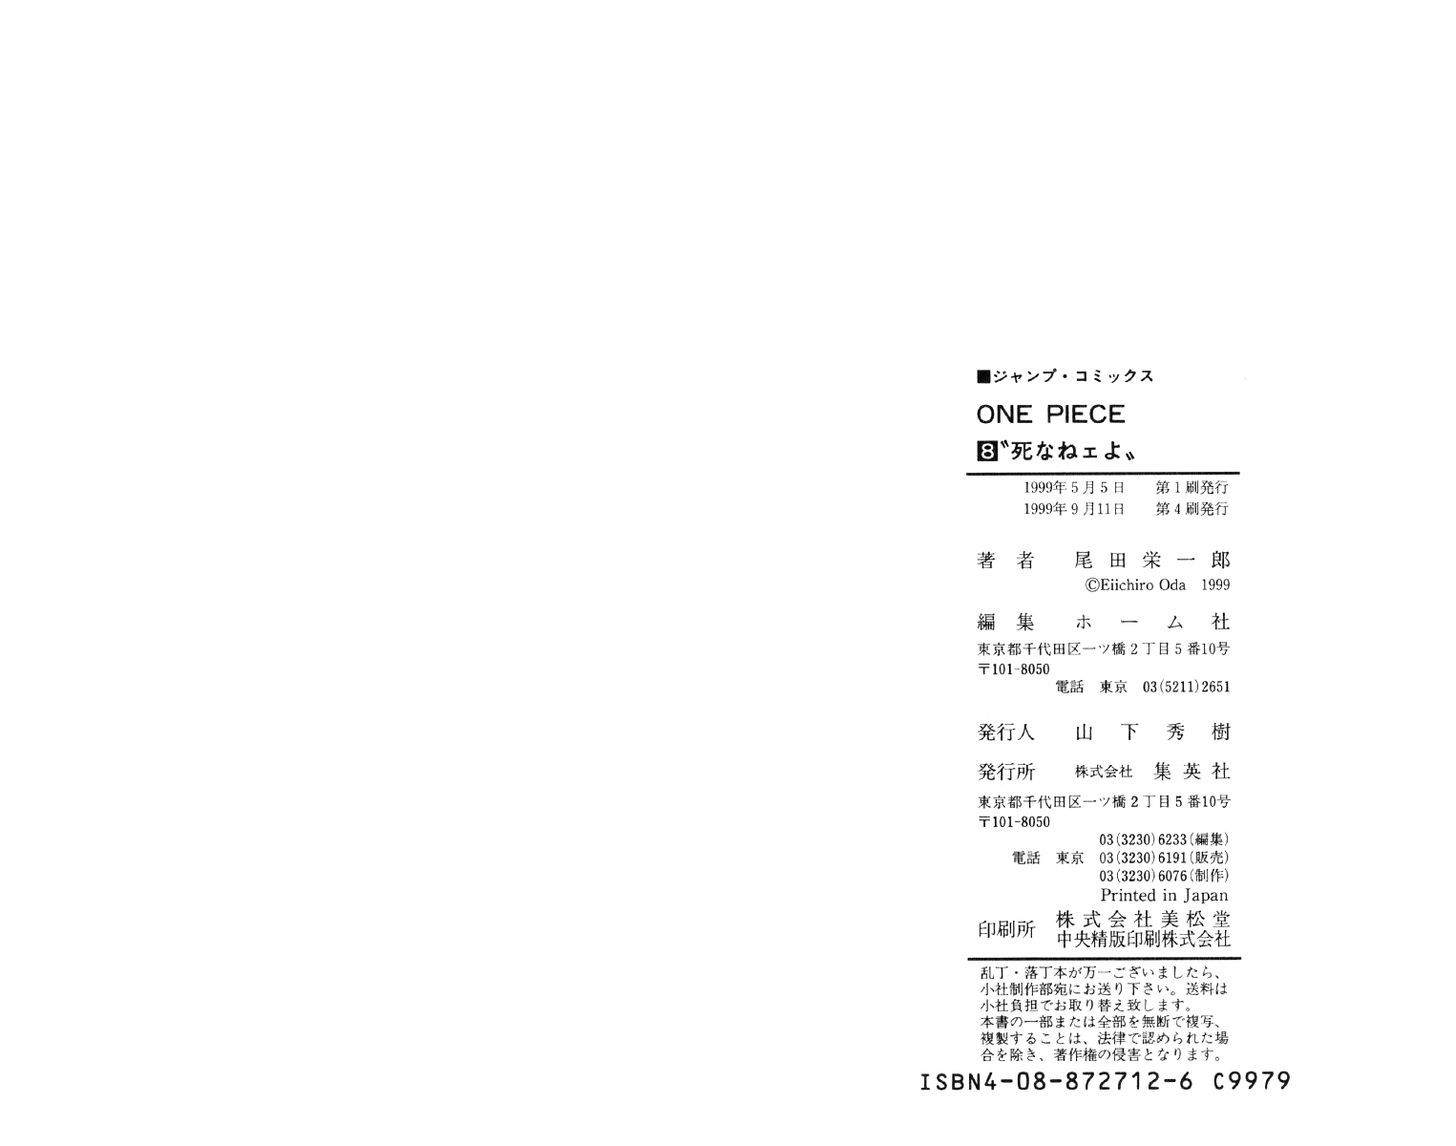 ■ジャンプ・コミックス
ONE PIECE
8〝死なねェよ〟
1999年5月5日 第1刷発行
1999年9月11日 第4刷発行
著者 尾田栄一郎
©Eiichiro Oda 1999
編集 ホーム社
東京都千代田区一ツ橋2丁目5番10号
〒101-8050
電話 東京 03(5211)2651
発行人 山下秀樹
発行所 株式会社 集英社
東京都千代田区一ツ橋2丁目5番10号
〒101-8050
03(3230)6233(編集)
電話 東京 03(3230)6191(販売)
03(3230)6076(制作)
Printed in Japan
印刷所 株式会社美松堂
中央精版印刷株式会社
乱丁・落丁本が万一ございましたら、
小社制作部宛にお送り下さい。送料は
小社負担でお取り替え致します。
本書の一部または全部を無断で複写、
複製することは、法律で認められた場
合を除き、著作権の侵害となります。
ISBN4-08-872712-6 C9979